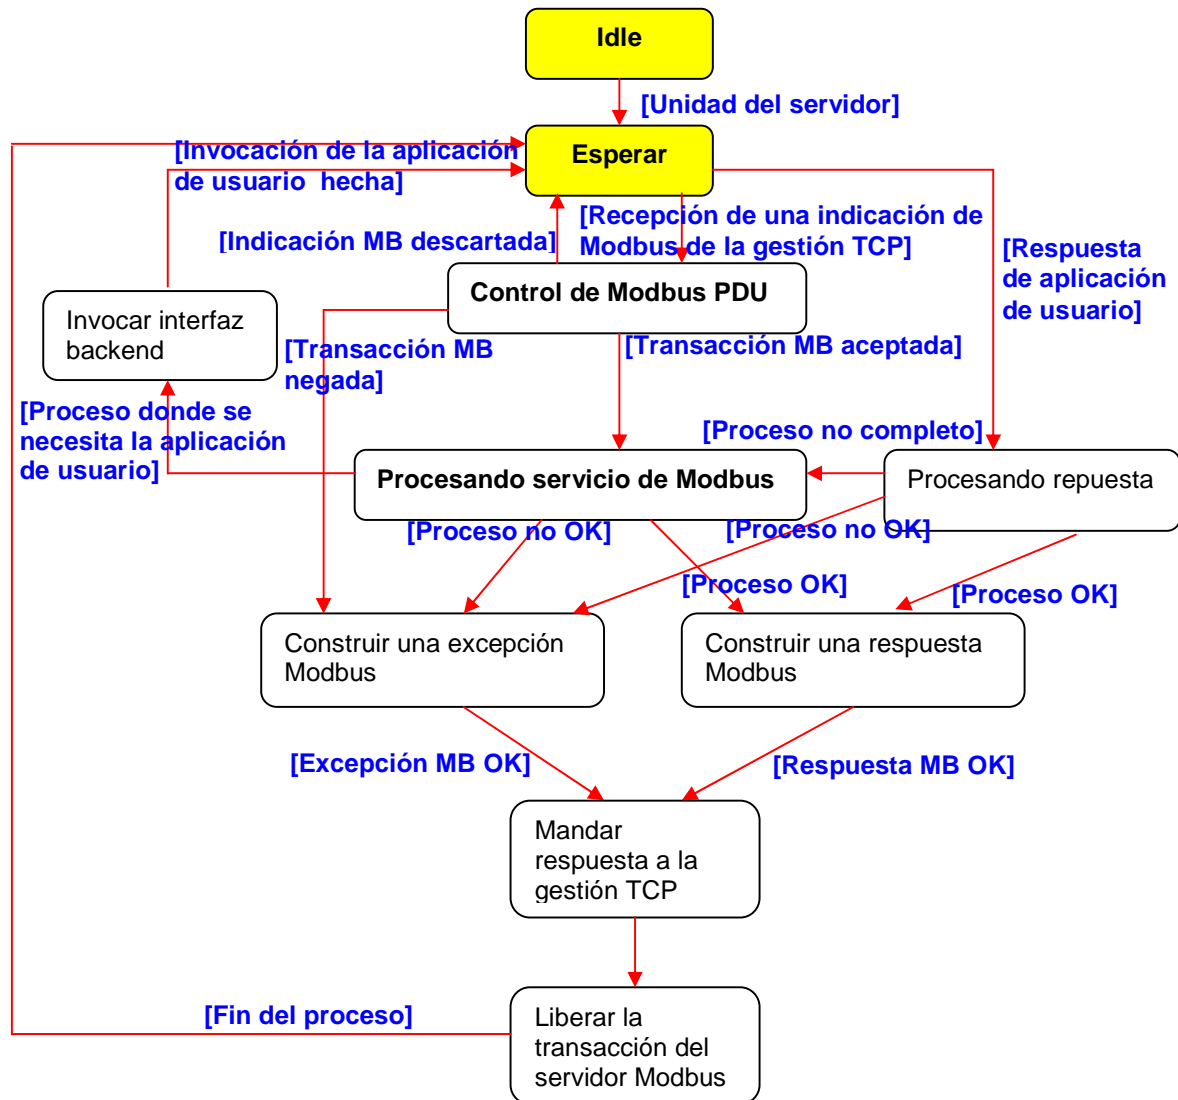 Idle
[Unidad del servidor]
Esperar
[Invocación de la aplicación
de usuario hecha]
[Indicación MB descartada]
[Recepción de una indicación de
Modbus de la gestión TCP]
[Respuesta
de aplicación
de usuario]
Control de Modbus PDU
Invocar interfaz
backend
[Transacción MB
negada]
[Transacción MB aceptada]
[Proceso donde se
necesita la aplicación
de usuario]
[Proceso no completo]
Procesando servicio de Modbus
Procesando repuesta
[Proceso no OK]
[Proceso no OK]
[Proceso OK]
[Proceso OK]
Construir una excepción
Modbus
Construir una respuesta
Modbus
[Excepción MB OK]
[Respuesta MB OK]
Mandar
respuesta a la
gestión TCP
[Fin del proceso]
Liberar la
transacción del
servidor Modbus